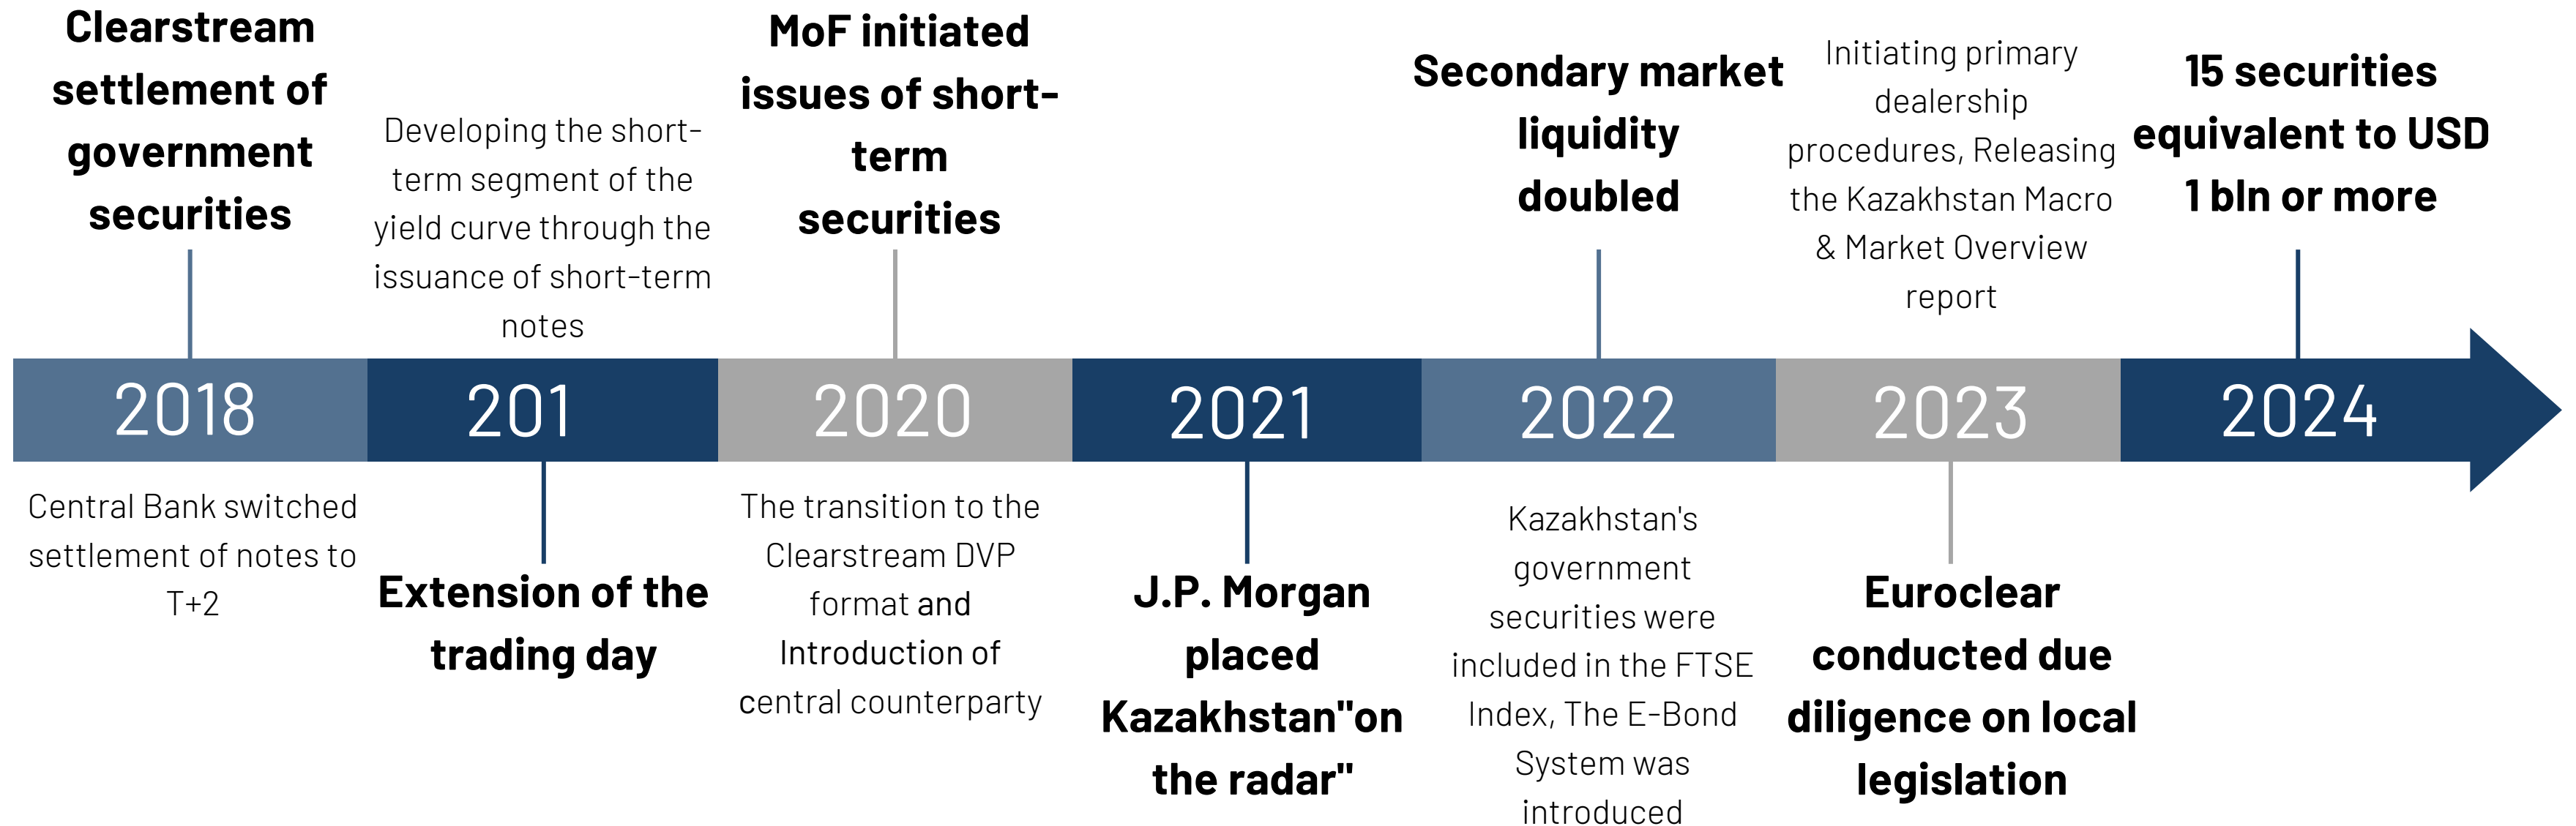 Clearstream
settlement of
government
securities
2018
Central Bank switched
settlement of notes to
T+2
Developing the short-
term segment of the
yield curve through the
issuance of short-term
notes
201
Extension of the
trading day
MoF initiated
issues of short-
term
securities
2020
The transition to the
Clearstream DVP
format and
Introduction of
central counterparty
2021
J.P. Morgan
placed
Kazakhstan"on
the radar"
Secondary market
liquidity
doubled
2022
Kazakhstan's
government
securities were
included in the FTSE
Index, The E-Bond
System was
introduced
Initiating primary
dealership
procedures, Releasing
the Kazakhstan Macro
& Market Overview
report
2023
Euroclear
conducted due
diligence on local
legislation
15 securities
equivalent to USD
1 bln or more
2024